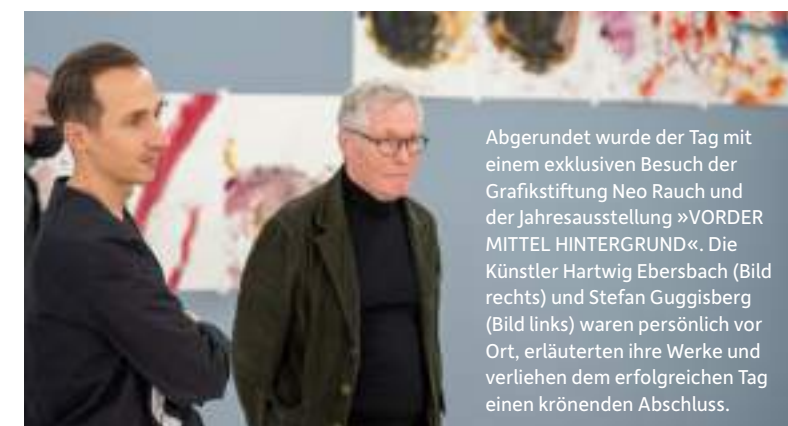 Abgerundet wurde der Tag mit
einem exklusiven Besuch der
Grafikstiftung Neo Rauch und
der Jahresausstellung »VORDER
MITTEL HINTERGRUND«. Die
Künstler Hartwig Ebersbach (Bild
rechts) und Stefan Guggisberg
(Bild links) waren persönlich vor
Ort, erläuterten ihre Werke und
verliehen dem erfolgreichen Tag
einen krönenden Abschluss.